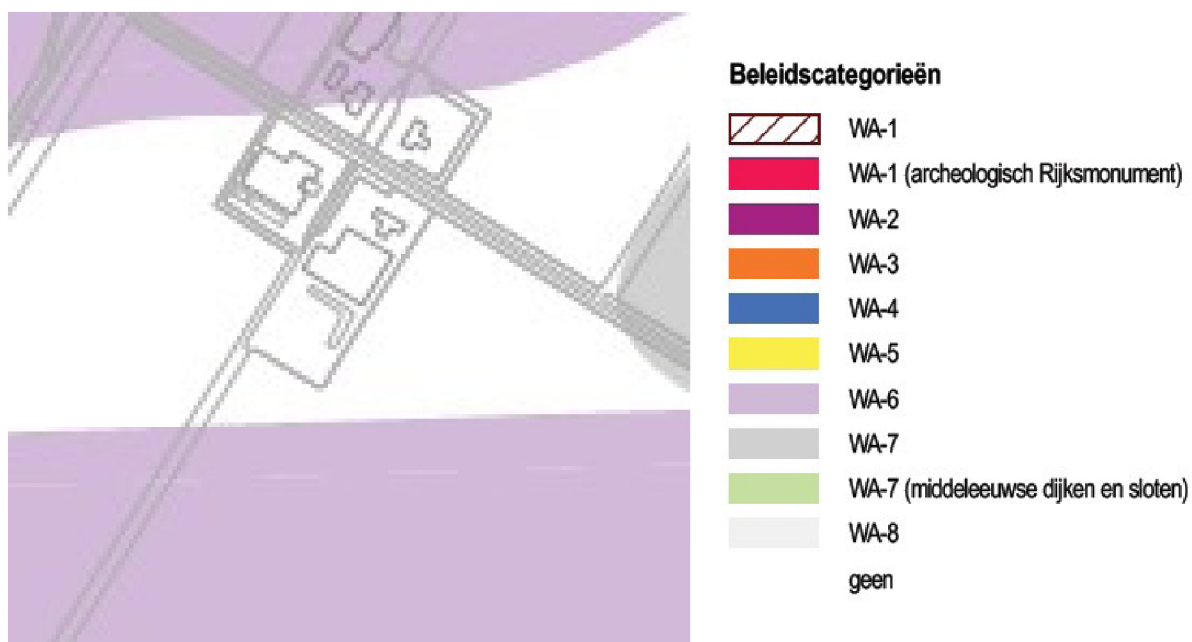 Beleidscategorieën
WA-1
WA-1 (archeologisch Rijksmonument)
WA-2
WA-3
WA-4
WA-5
WA-6
WA-7
WA-7 (middeleeuwse dijken en sloten)
WA-8
geen